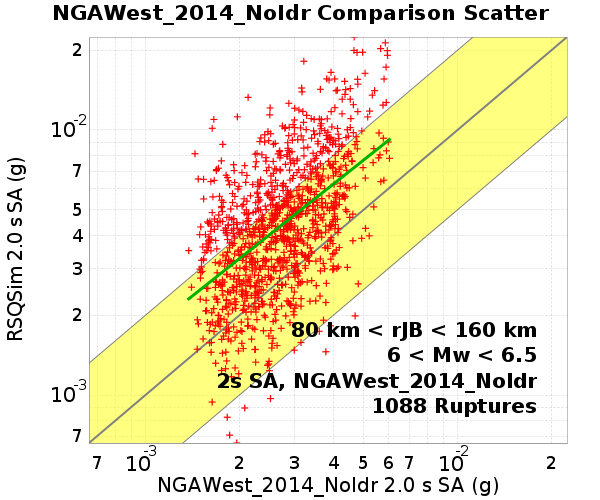 NGAWest_2014_NoIdr Comparison Scatter
RSQSim 2.0 s SA (g)
2
10-2
7
5
4
3
2
10-3
7
80 km < rJB < 160 km
6 < Mw < 6.5
2s SA, NGAWest_2014_NoIdr
1088 Ruptures
7 10-3 2 3 4 5 6 7 10-2 2
NGAWest_2014_NoIdr 2.0 s SA (g)